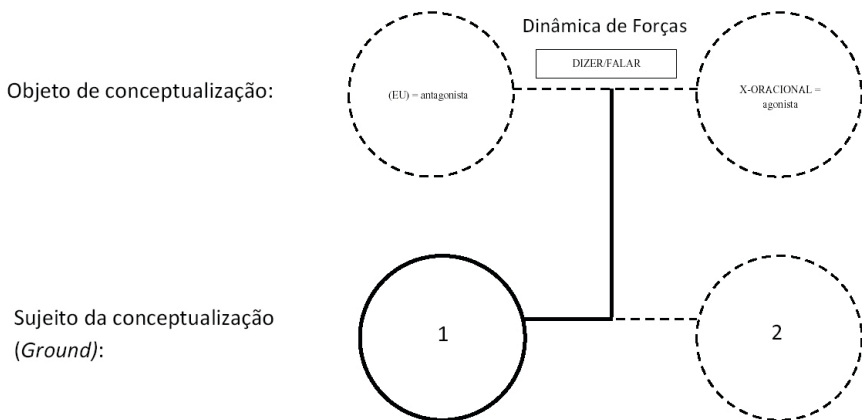 Dinâmica de Forças
DIZER/FALAR
Objeto de conceptualização:
(EU) = antagonista
X-ORACIONAL =
agonista
Sujeito da conceptualização
(Ground):
1
2